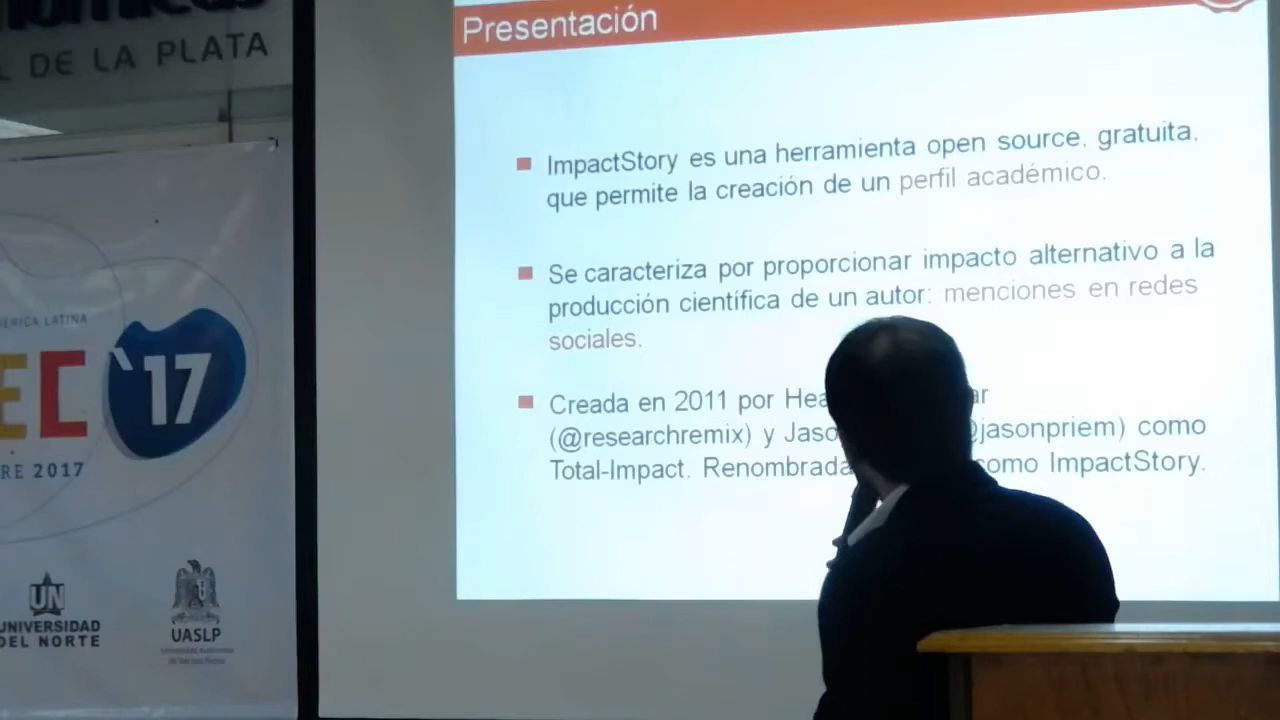 DE LA PLATA
Presentación
ImpactStory es una herramienta open source, gratuita,
que permite la creación de un perfil académico.
Se caracteriza por proporcionar impacto alternativo a la
producción científica de un autor: menciones en redes
sociales.
Creada en 2011 por
(@researchremix) y @jasonpriem) como
Total-Impact. Renombrada como ImpactStory.
LATINA
EC '17
2017
UN
UNIVERSIDAD
DEL NORTE
UASLP